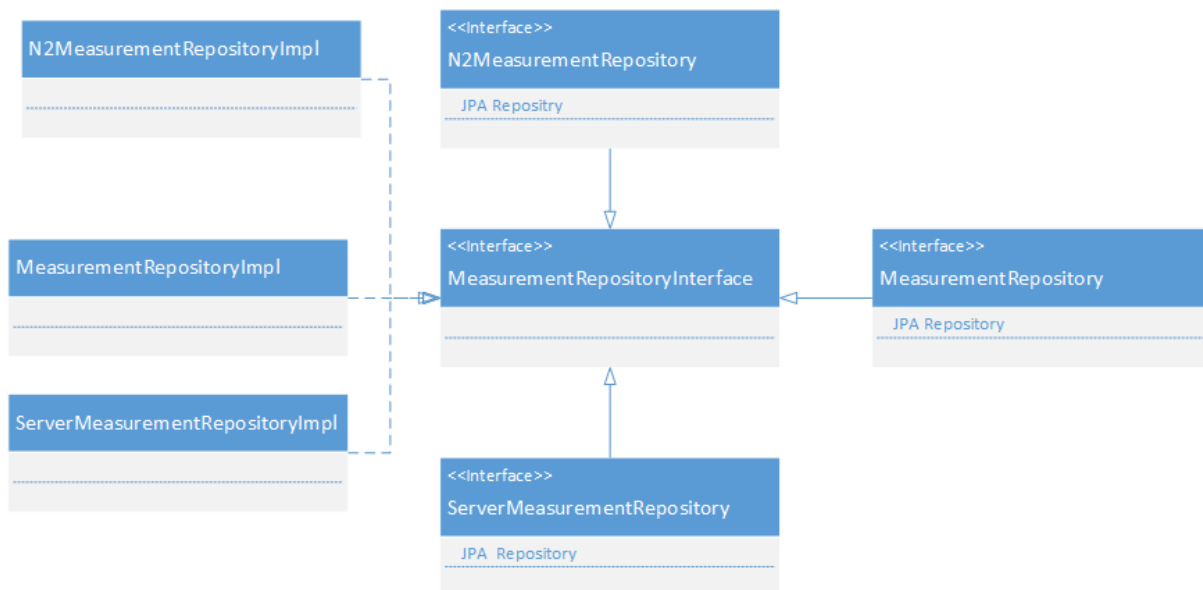 N2MeasurementRepositoryImpl
<<Interface>>
N2MeasurementRepository
JPA Repositry
MeasurementRepositoryImpl
<<Interface>>
MeasurementRepositoryInterface
<<Interface>>
MeasurementRepository
JPA Repository
ServerMeasurementRepositoryImpl
<<Interface>>
ServerMeasurementRepository
JPA Repository